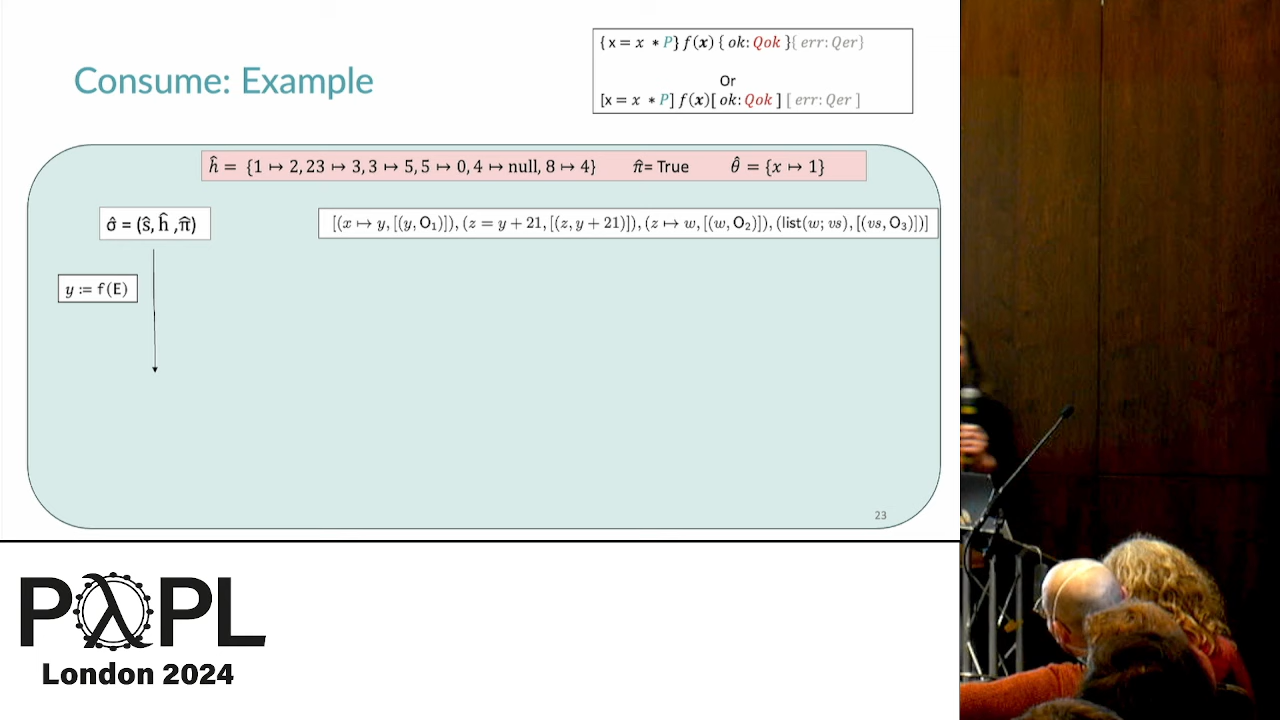 Consume: Example
{ x = x ∗ P} f(x) { ok: Qok }{ err: Qer}
Or
[x = x ∗ P] f(x)[ ok: Qok ] [ err: Qer ]
ĥ = {1 ↦ 2, 23 ↦ 3, 3 ↦ 5, 5 ↦ 0, 4 ↦ null, 8 ↦ 4} π̂= True θ̂ = {x ↦ 1}
σ̂ = (ŝ, ĥ ,π̂)
[(x ↦ y, [(y, O₁)]), (z = y + 21, [(z, y + 21)]), (z ↦ w, [(w, O₂)]), (list(w; vs), [(vs, O₃)])]
y := f(E)
23
PλPL
London 2024